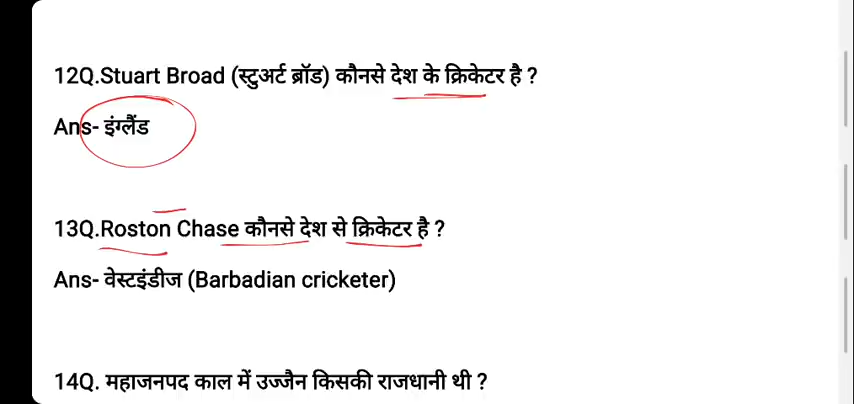 12Q.Stuart Broad (स्टुअर्ट ब्रॉड) कौनसे देश के क्रिकेटर है ?
Ans- इंग्लैंड
13Q.Roston Chase कौनसे देश से क्रिकेटर है ?
Ans- वेस्टइंडीज (Barbadian cricketer)
14Q. महाजनपद काल में उज्जैन किसकी राजधानी थी ?